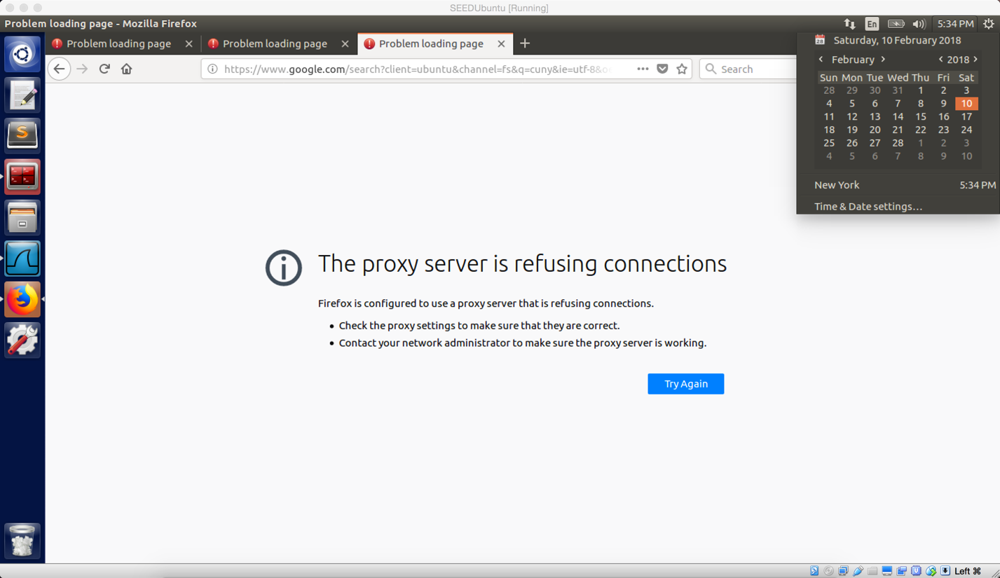 SEEDUbuntu [Running]
Problem loading page - Mozilla Firefox
En
5:34 PM
Problem loading page
Problem loading page
Problem loading page
https://www.google.com/search?client=ubuntu&channel=fs&q=cuny&ie=utf-8&o
Search
28 Saturday, 10 February 2018
February 2018
Sun Mon Tue Wed Thu Fri Sat
28 29 30 31 1 2 3
4 5 6 7 8 9 10
11 12 13 14 15 16 17
18 19 20 21 22 23 24
25 26 27 28 1 2 3
4 5 6 7 8 9 10
New York 5:34 PM
Time & Date settings...
The proxy server is refusing connections
Firefox is configured to use a proxy server that is refusing connections.
• Check the proxy settings to make sure that they are correct.
• Contact your network administrator to make sure the proxy server is working.
Try Again
Left ⌘